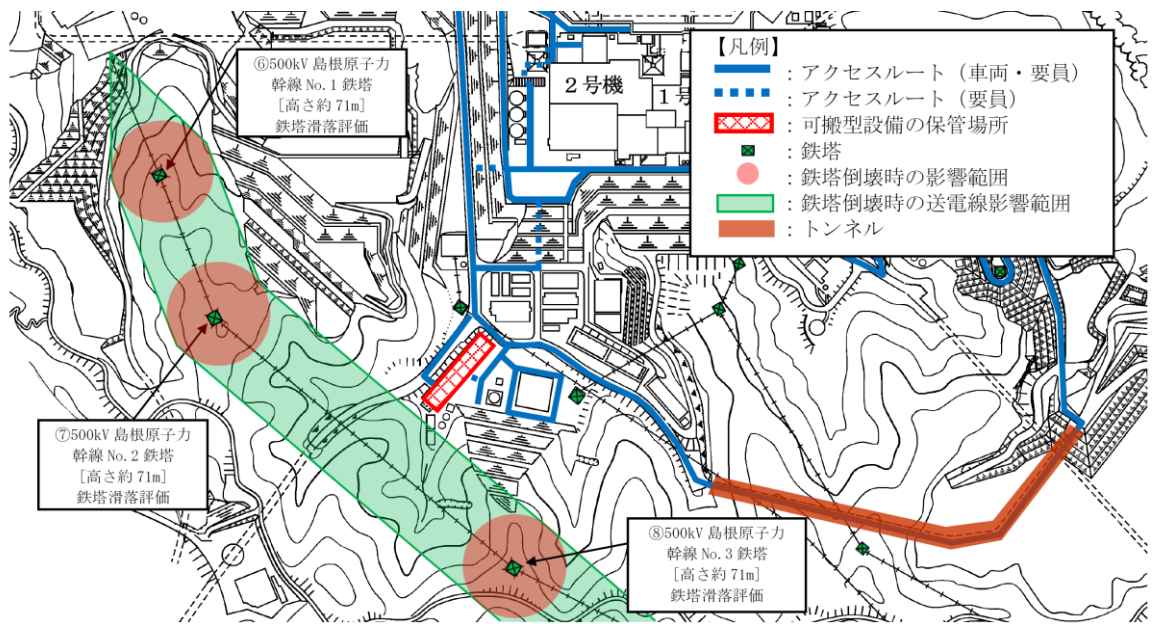 ⑥500kV 島根原子力
幹線 No.1 鉄塔
[高さ約 71m]
鉄塔滑落評価
2号機
1号
【凡例】
：アクセスルート（車両・要員）
：アクセスルート（要員）
：可搬型設備の保管場所
：鉄塔
：鉄塔倒壊時の影響範囲
：鉄塔倒壊時の送電線影響範囲
：トンネル
⑦500kV 島根原子力
幹線 No.2 鉄塔
[高さ約 71m]
鉄塔滑落評価
⑧500kV 島根原子力
幹線 No.3 鉄塔
[高さ約 71m]
鉄塔滑落評価